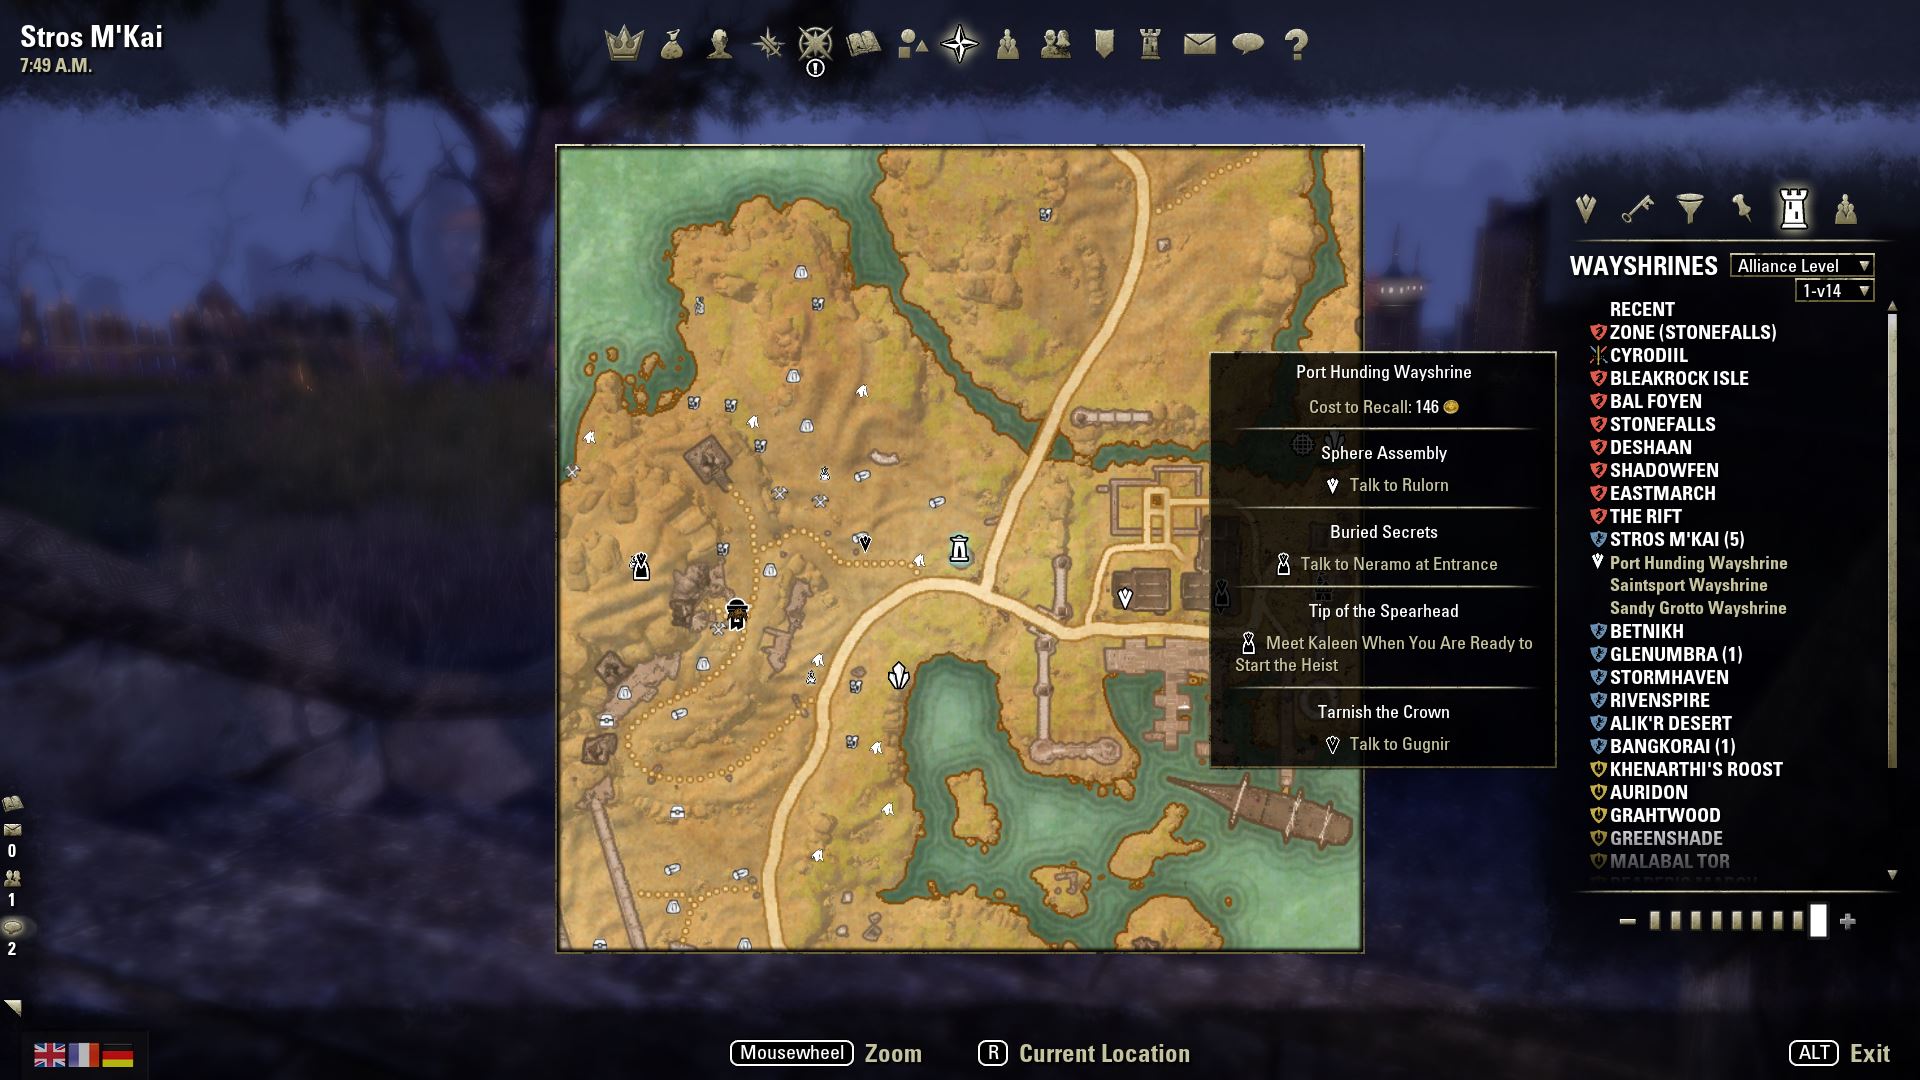 Stros M'Kai
7:49 A.M.
Port Hunding Wayshrine
Cost to Recall: 146
Sphere Assembly
Talk to Rulorn
Buried Secrets
Talk to Neramo at Entrance
Tip of the Spearhead
Meet Kaleen When You Are Ready to
Start the Heist
Tarnish the Crown
Talk to Gugnir
WAYSHRINES
Alliance Level
1-v14
RECENT
ZONE (STONEFALLS)
CYRODIIL
BLEAKROCK ISLE
BAL FOYEN
STONEFALLS
DESHAAN
SHADOWFEN
EASTMARCH
THE RIFT
STROS M'KAI (5)
Port Hunding Wayshrine
Saintsport Wayshrine
Sandy Grotto Wayshrine
BETNIKH
GLENUMBRA (1)
STORMHAVEN
RIVENSPIRE
ALIK'R DESERT
BANGKORAI (1)
KHENARTHI'S ROOST
AURIDON
GRAHTWOOD
GREENSHADE
MALABAL TOR
0
1
2
Mousewheel Zoom
R Current Location
ALT Exit